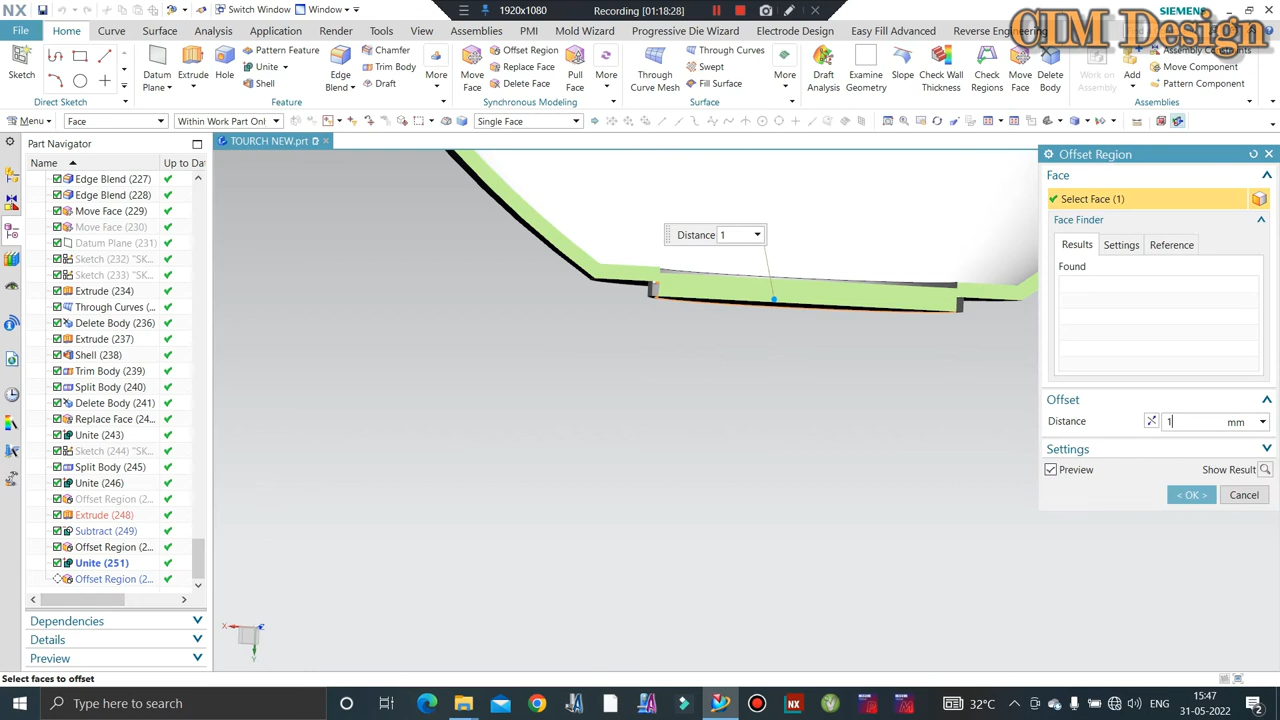 NX Switch Window Window 1920x1080 Recording [01:18:28] SIEMENS
CIM Design
File Home Curve Surface Analysis Application Render Tools View Assemblies PMI Mold Wizard Progressive Die Wizard Electrode Design Easy Fill Advanced Reverse Engineering
Sketch
Direct Sketch
Datum Plane Extrude Hole
Pattern Feature
Unite
Shell
Edge Blend
Chamfer
Trim Body
Draft
More
Feature
Move Face
Offset Region
Replace Face
Delete Face
Pull Face
More
Synchronous Modeling
Through Curve Mesh
Through Curves
Swept
Fill Surface
More
Surface
Draft Analysis Examine Geometry Slope Check Wall Thickness Check Regions Move Face Delete Body
Work on Assembly
Add
Assembly Constraints
Move Component
Pattern Component
Assemblies
Menu Face Within Work Part Onl Single Face
Part Navigator
TOURCH NEW.prt
Name Up to Dat
Edge Blend (227)
Edge Blend (228)
Move Face (229)
Move Face (230)
Datum Plane (231)
Sketch (232) "SK...
Sketch (233) "SK...
Extrude (234)
Through Curves (...
Delete Body (236)
Extrude (237)
Shell (238)
Trim Body (239)
Split Body (240)
Delete Body (241)
Replace Face (24...
Unite (243)
Sketch (244) "SK...
Split Body (245)
Unite (246)
Offset Region (2...
Extrude (248)
Subtract (249)
Offset Region (2...
Unite (251)
Offset Region (2...
Dependencies
Details
Preview
Distance 1
X
Z
Y
Offset Region
Face
Select Face (1)
Face Finder
Results Settings Reference
Found
Offset
Distance 1 mm
Settings
Preview Show Result
< OK > Cancel
Select faces to offset
Type here to search
32°C
ENG
15:47
31-05-2022
2